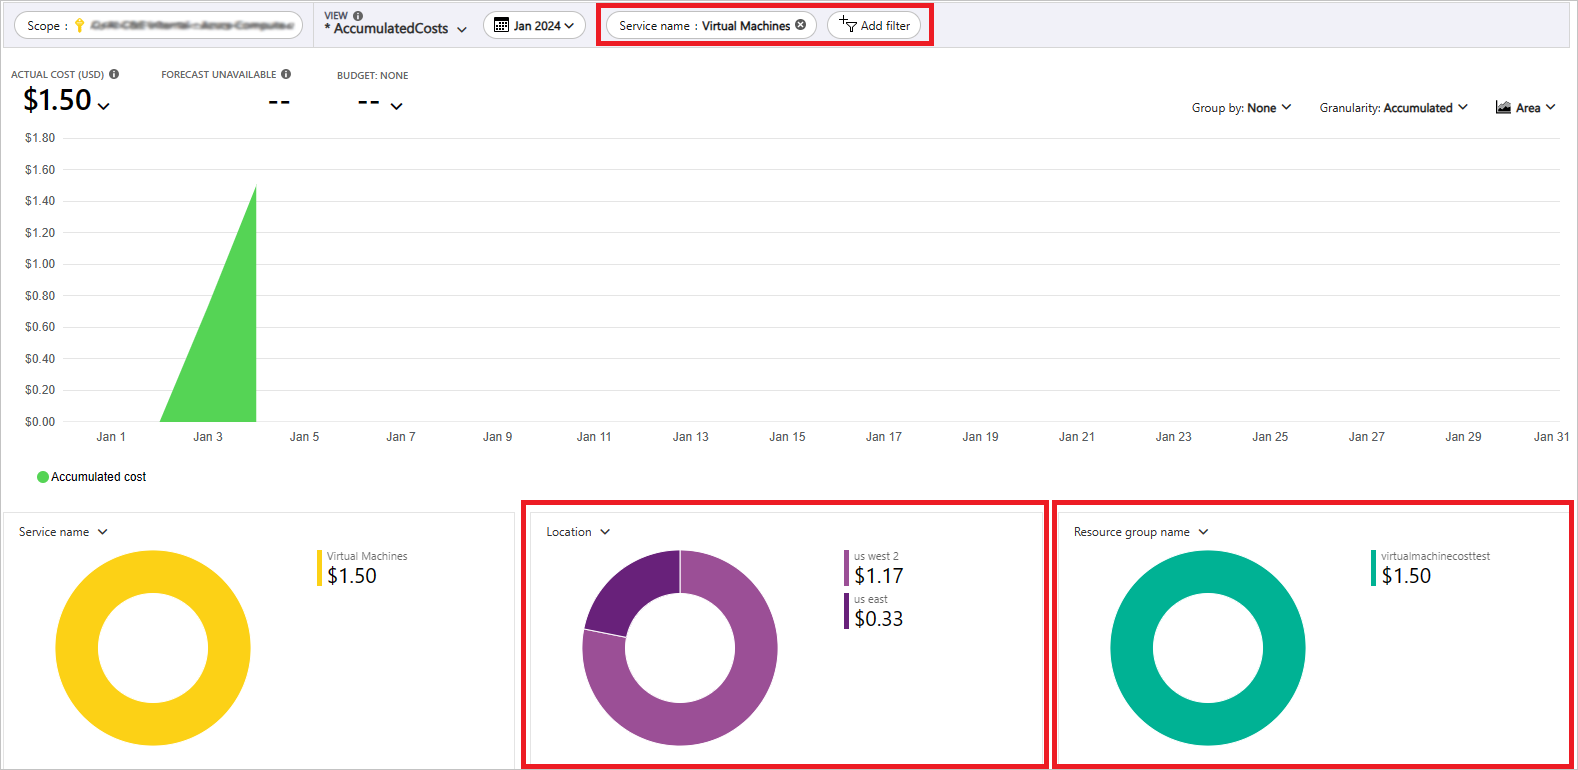 Scope :
VIEW
* AccumulatedCosts
Jan 2024
Service name : Virtual Machines
Add filter
ACTUAL COST (USD)
$1.50
FORECAST UNAVAILABLE
--
BUDGET: NONE
--
Group by: None
Granularity: Accumulated
Area
$1.80
$1.60
$1.40
$1.20
$1.00
$0.80
$0.60
$0.40
$0.20
$0.00
Jan 1 Jan 3 Jan 5 Jan 7 Jan 9 Jan 11 Jan 13 Jan 15 Jan 17 Jan 19 Jan 21 Jan 23 Jan 25 Jan 27 Jan 29 Jan 31
Accumulated cost
Service name
Virtual Machines
$1.50
Location
us west 2
$1.17
us east
$0.33
Resource group name
virtualmachinecosttest
$1.50